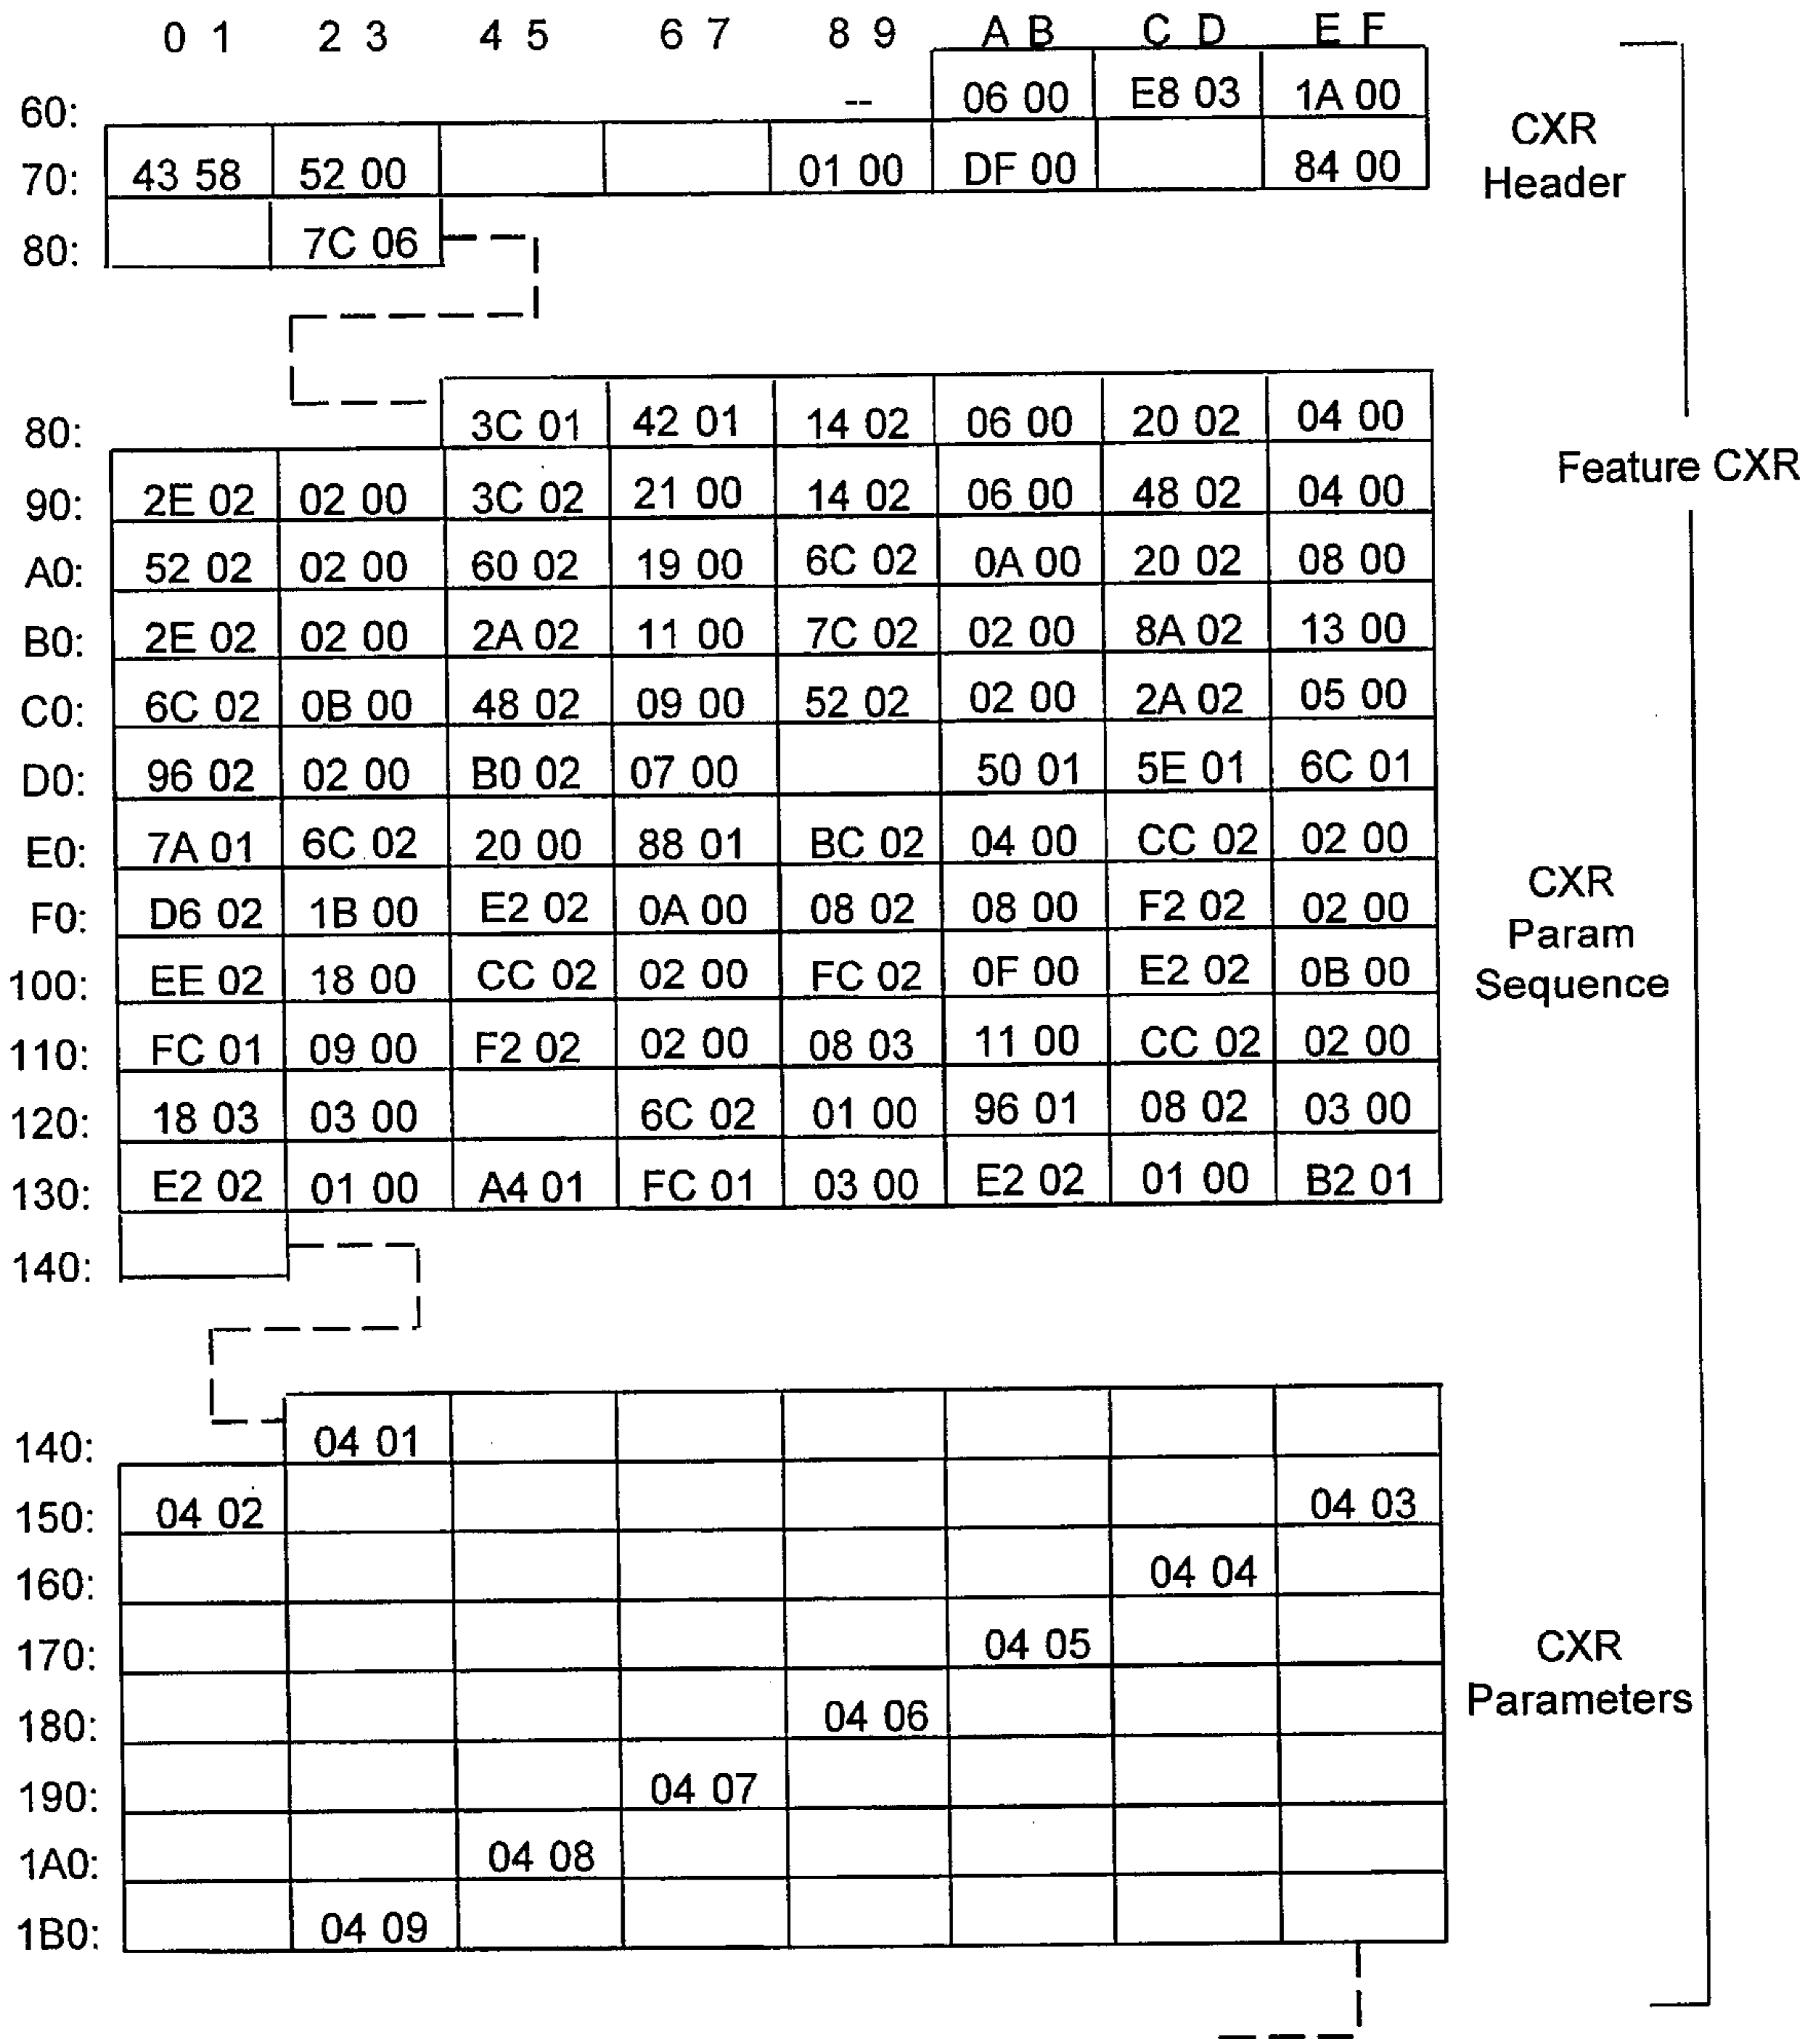 0 1 2 3 4 5 6 7 8 9 A B C D E F
60: -- 06 00 E8 03 1A 00
70: 43 58 52 00 01 00 DF 00 84 00
CXR
Header
80: 7C 06
80: 3C 01 42 01 14 02 06 00 20 02 04 00
Feature CXR
90: 2E 02 02 00 3C 02 21 00 14 02 06 00 48 02 04 00
A0: 52 02 02 00 60 02 19 00 6C 02 0A 00 20 02 08 00
B0: 2E 02 02 00 2A 02 11 00 7C 02 02 00 8A 02 13 00
C0: 6C 02 0B 00 48 02 09 00 52 02 02 00 2A 02 05 00
D0: 96 02 02 00 B0 02 07 00 50 01 5E 01 6C 01
E0: 7A 01 6C 02 20 00 88 01 BC 02 04 00 CC 02 02 00
F0: D6 02 1B 00 E2 02 0A 00 08 02 08 00 F2 02 02 00
CXR
Param
Sequence
100: EE 02 18 00 CC 02 02 00 FC 02 0F 00 E2 02 0B 00
110: FC 01 09 00 F2 02 02 00 08 03 11 00 CC 02 02 00
120: 18 03 03 00 6C 02 01 00 96 01 08 02 03 00
130: E2 02 01 00 A4 01 FC 01 03 00 E2 02 01 00 B2 01
140:
140: 04 01
150: 04 02 04 03
160: 04 04
170: 04 05
CXR
Parameters
180: 04 06
190: 04 07
1A0: 04 08
1B0: 04 09